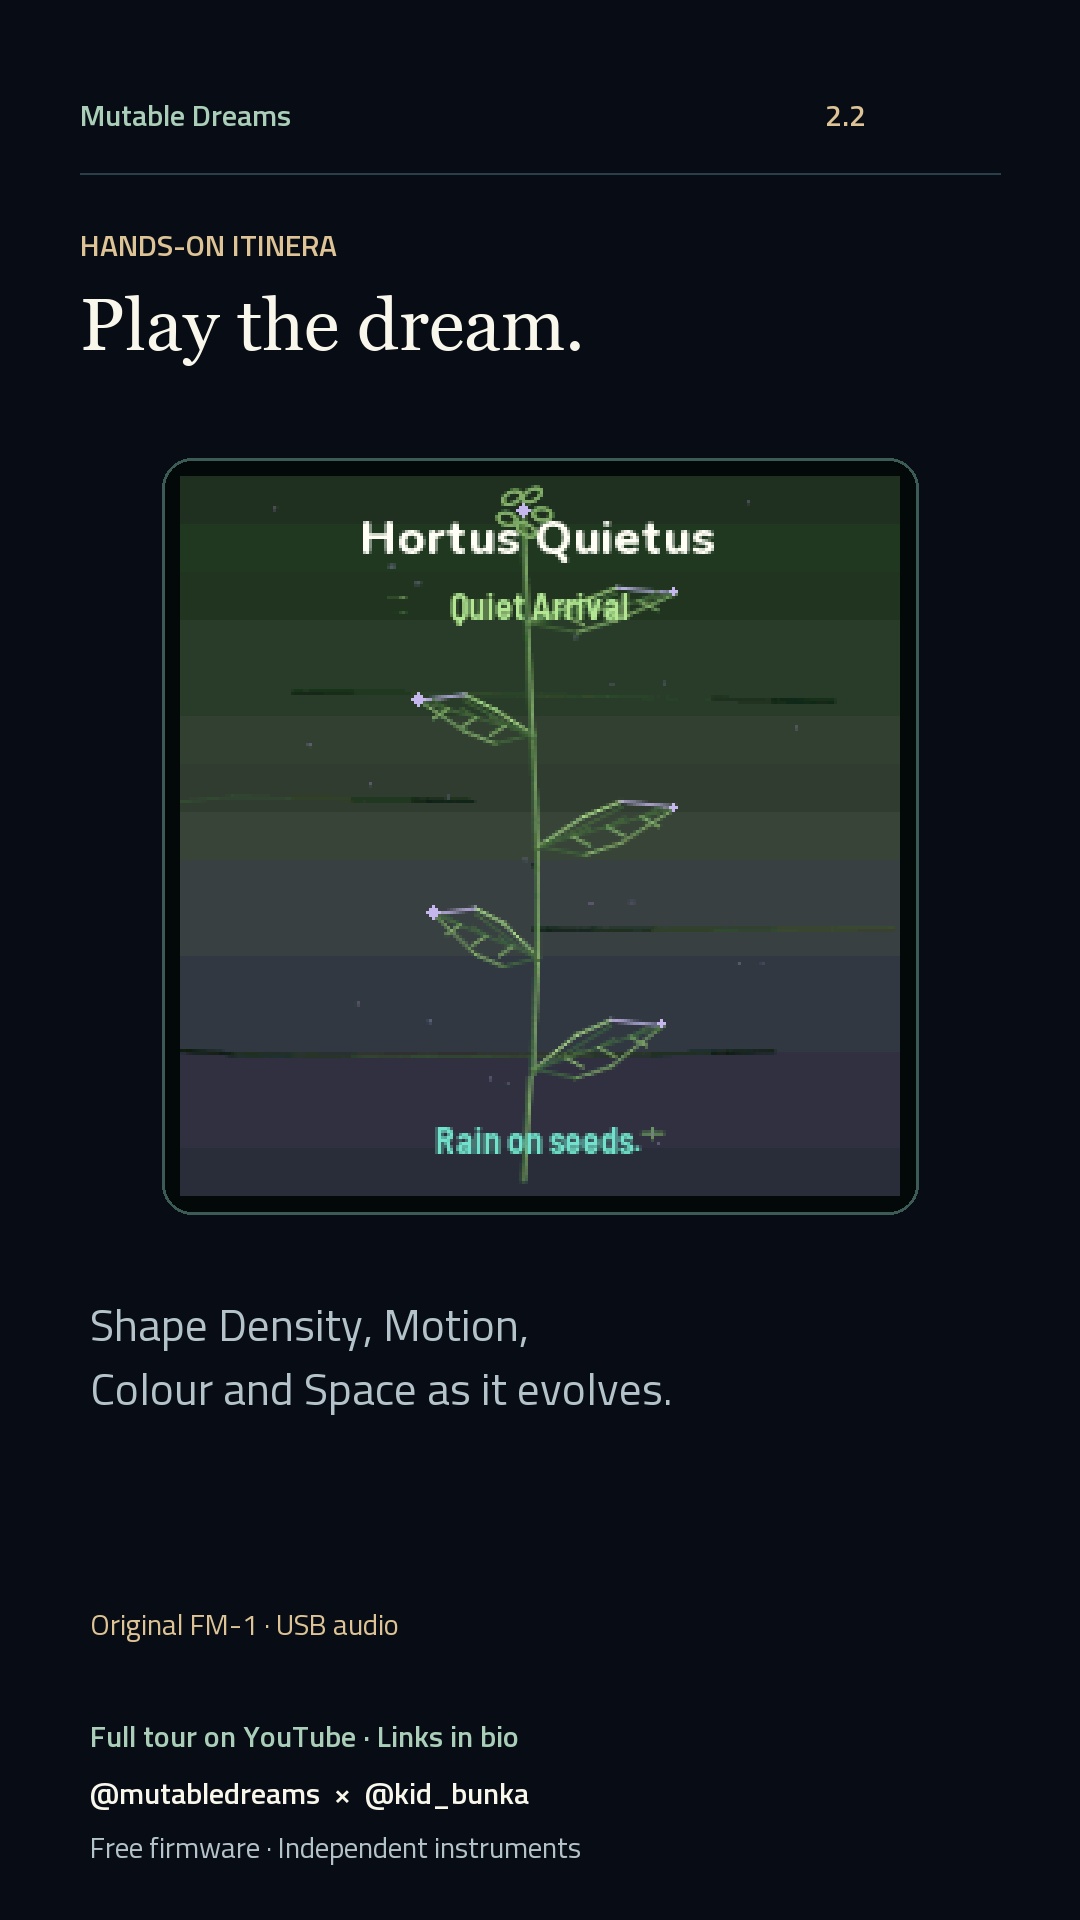 Mutable Dreams 2.2
HANDS-ON ITINERA
Play the dream.
Hortus Quietus
Quiet Arrival
Rain on seeds.
Shape Density, Motion,
Colour and Space as it evolves.
Original FM-1 · USB audio
Full tour on YouTube · Links in bio
@mutabledreams × @kid_bunka
Free firmware · Independent instruments